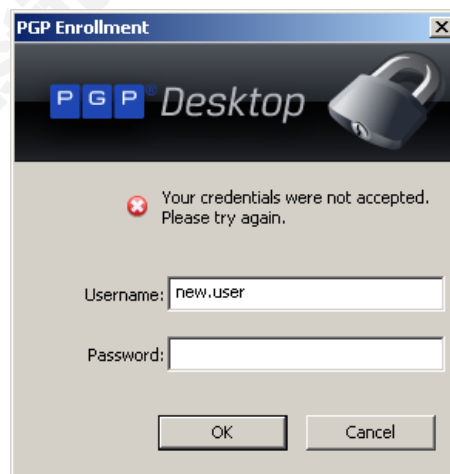 PGP Enrollment
PGP® Desktop
Your credentials were not accepted.
Please try again.
Username: new.user
Password:
OK Cancel